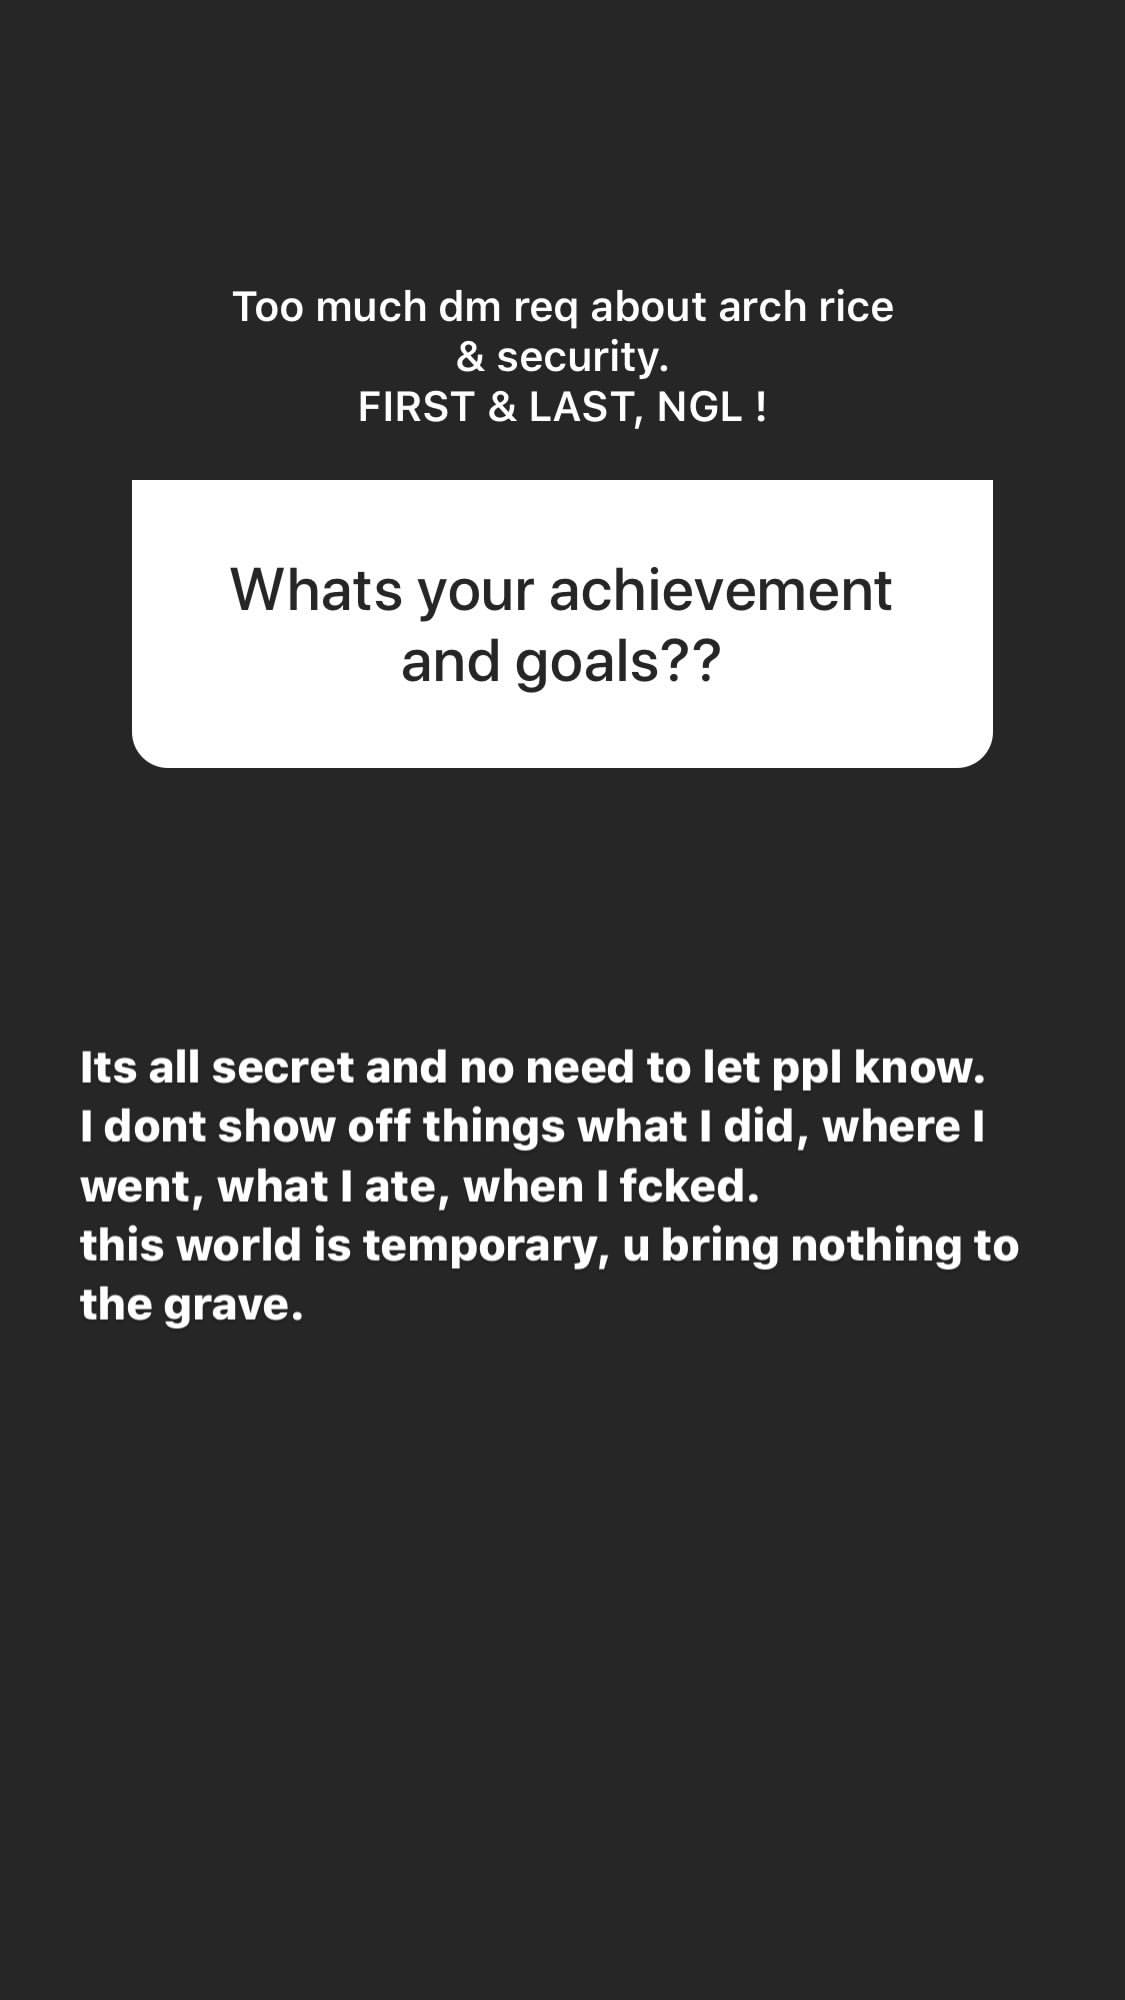 Too much dm req about arch rice
& security.
FIRST & LAST, NGL !
Whats your achievement
and goals??
Its all secret and no need to let ppl know.
I dont show off things what I did, where I
went, what I ate, when I fcked.
this world is temporary, u bring nothing to
the grave.